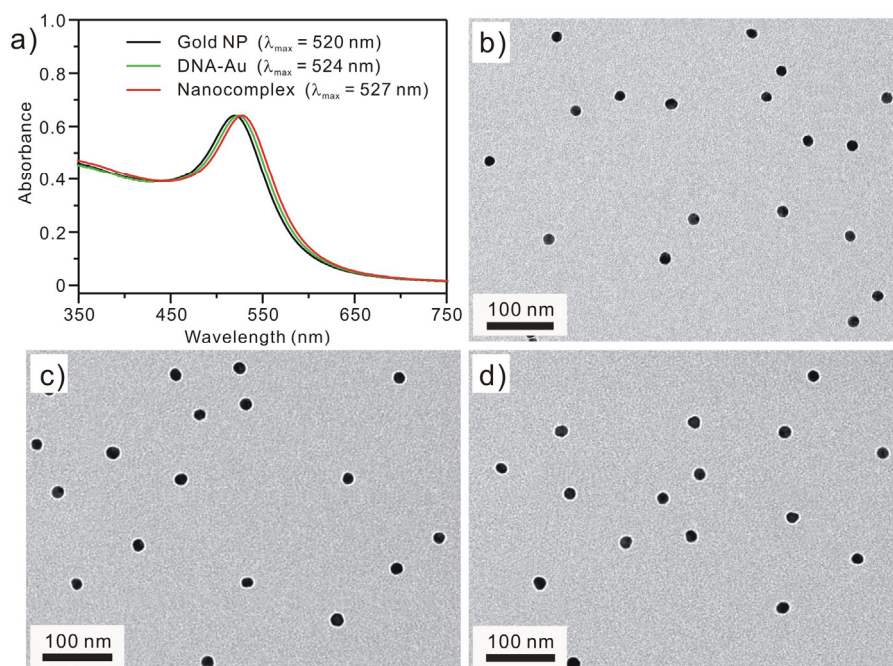 a)
1.0
0.8
0.6
0.4
0.2
0
Absorbance
Gold NP (λmax = 520 nm)
DNA-Au (λmax = 524 nm)
Nanocomplex (λmax = 527 nm)
350 450 550 650 750
Wavelength (nm)
b)
100 nm
c)
100 nm
d)
100 nm